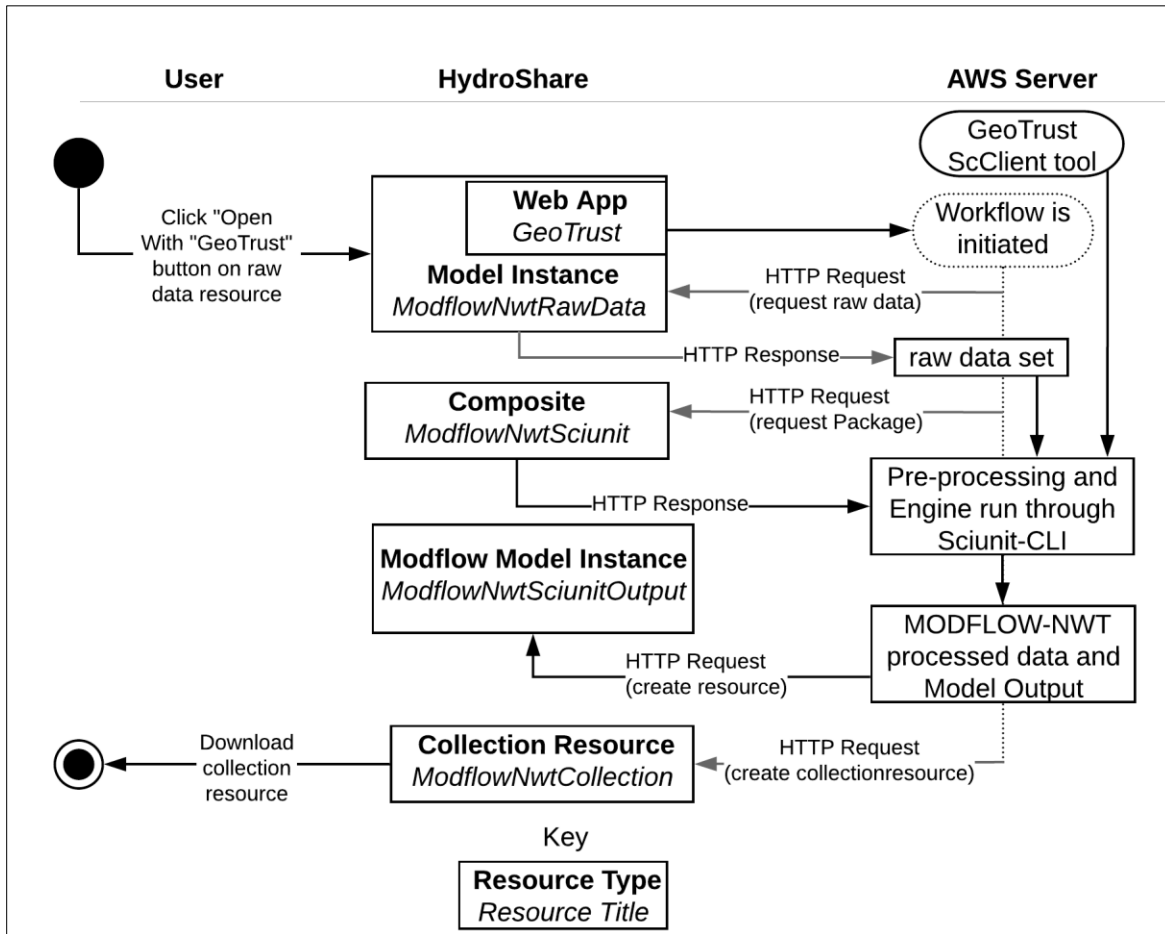 User
HydroShare
AWS Server
GeoTrust
ScClient tool
Click "Open
With "GeoTrust"
button on raw
data resource
Web App
GeoTrust
Model Instance
ModflowNwtRawData
Workflow is
initiated
HTTP Request
(request raw data)
HTTP Response
raw data set
Composite
ModflowNwtSciunit
HTTP Request
(request Package)
HTTP Response
Pre-processing and
Engine run through
Sciunit-CLI
Modflow Model Instance
ModflowNwtSciunitOutput
HTTP Request
(create resource)
MODFLOW-NWT
processed data and
Model Output
Download
collection
resource
Collection Resource
ModflowNwtCollection
HTTP Request
(create collectionresource)
Key
Resource Type
Resource Title